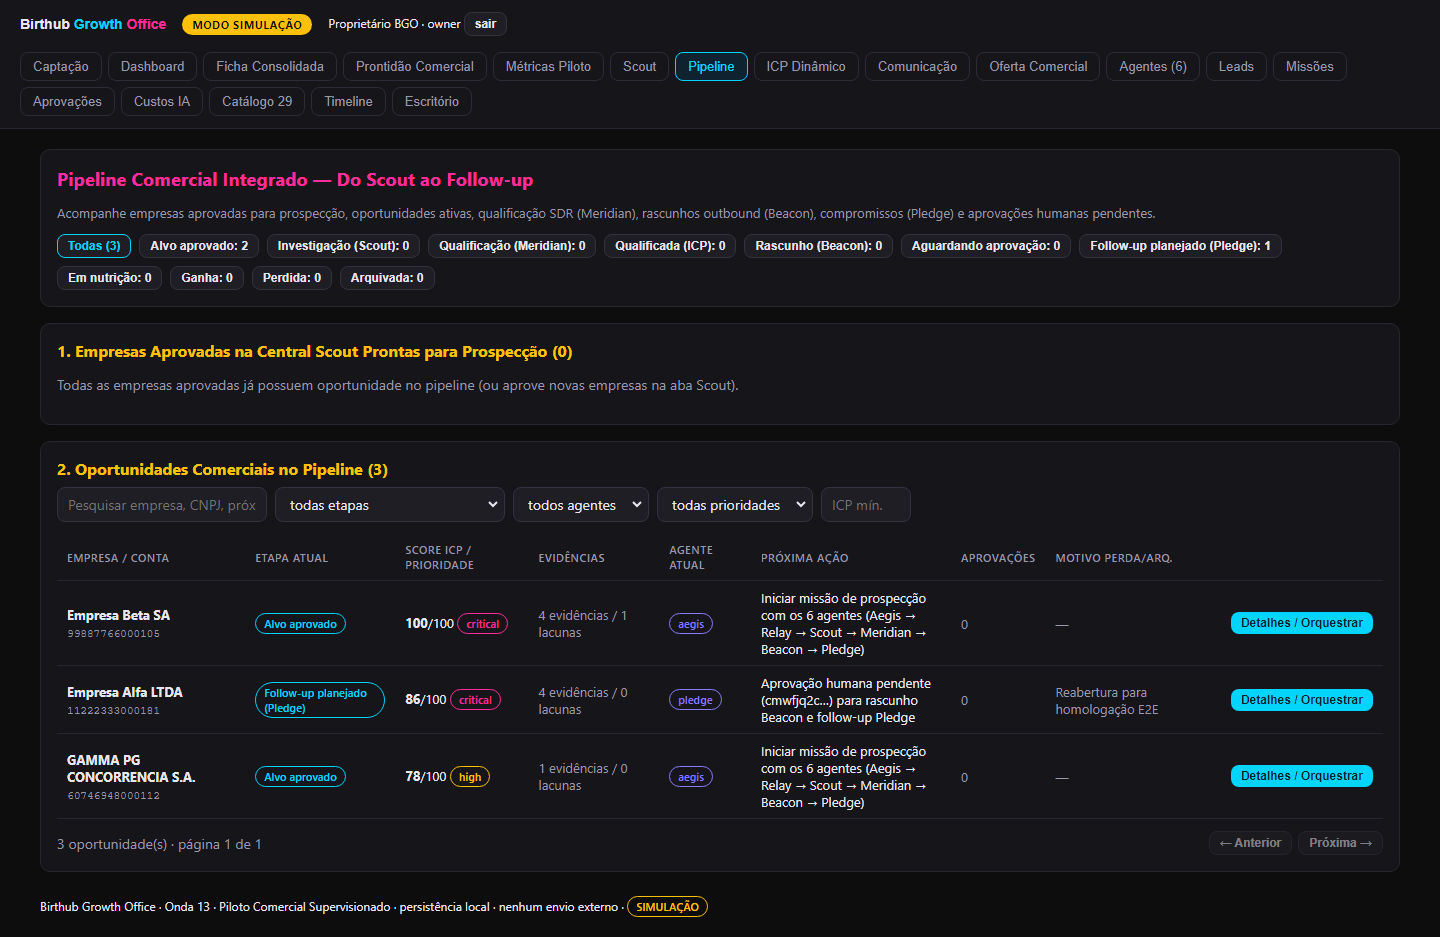 Birthub Growth Office MODO SIMULAÇÃO Proprietário BGO · owner sair
Captação Dashboard Ficha Consolidada Prontidão Comercial Métricas Piloto Scout Pipeline ICP Dinâmico Comunicação Oferta Comercial Agentes (6) Leads Missões
Aprovações Custos IA Catálogo 29 Timeline Escritório
Pipeline Comercial Integrado — Do Scout ao Follow-up
Acompanhe empresas aprovadas para prospecção, oportunidades ativas, qualificação SDR (Meridian), rascunhos outbound (Beacon), compromissos (Pledge) e aprovações humanas pendentes.
Todas (3) Alvo aprovado: 2 Investigação (Scout): 0 Qualificação (Meridian): 0 Qualificada (ICP): 0 Rascunho (Beacon): 0 Aguardando aprovação: 0 Follow-up planejado (Pledge): 1
Em nutrição: 0 Ganha: 0 Perdida: 0 Arquivada: 0
1. Empresas Aprovadas na Central Scout Prontas para Prospecção (0)
Todas as empresas aprovadas já possuem oportunidade no pipeline (ou aprove novas empresas na aba Scout).
2. Oportunidades Comerciais no Pipeline (3)
Pesquisar empresa, CNPJ, próx todas etapas todos agentes todas prioridades ICP mín.
EMPRESA / CONTA ETAPA ATUAL SCORE ICP / PRIORIDADE EVIDÊNCIAS AGENTE ATUAL PRÓXIMA AÇÃO APROVAÇÕES MOTIVO PERDA/ARQ.
Empresa Beta SA
99887766000105
Alvo aprovado
100/100 critical
4 evidências / 1
lacunas
aegis
Iniciar missão de prospecção
com os 6 agentes (Aegis →
Relay → Scout → Meridian →
Beacon → Pledge)
0
—
Detalhes / Orquestrar
Empresa Alfa LTDA
11222333000181
Follow-up planejado
(Pledge)
86/100 critical
4 evidências / 0
lacunas
pledge
Aprovação humana pendente
(cmwfjq2c…) para rascunho
Beacon e follow-up Pledge
0
Reabertura para
homologação E2E
Detalhes / Orquestrar
GAMMA PG
CONCORRENCIA S.A.
60746948000112
Alvo aprovado
78/100 high
1 evidências / 0
lacunas
aegis
Iniciar missão de prospecção
com os 6 agentes (Aegis →
Relay → Scout → Meridian →
Beacon → Pledge)
0
—
Detalhes / Orquestrar
3 oportunidade(s) · página 1 de 1
← Anterior Próxima →
Birthub Growth Office · Onda 13 · Piloto Comercial Supervisionado · persistência local · nenhum envio externo · SIMULAÇÃO